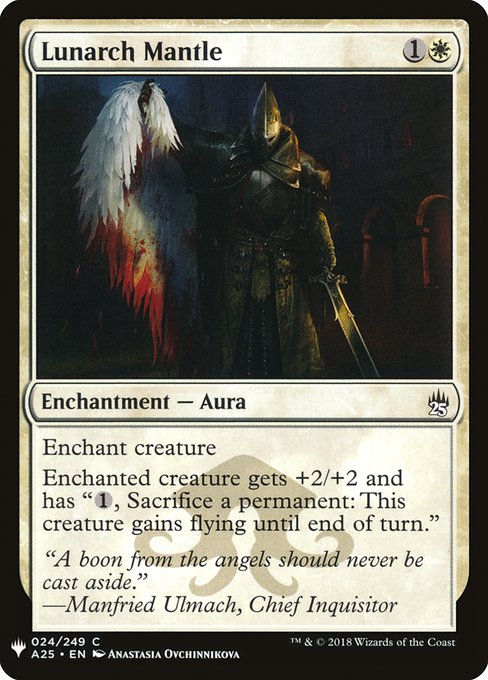 Lunarch Mantle 1
Enchantment — Aura
25
Enchant creature
Enchanted creature gets +2/+2 and
has “1, Sacrifice a permanent: This
creature gains flying until end of turn.”
“A boon from the angels should never be
cast aside.”
—Manfried Ulmach, Chief Inquisitor
024/249 C
A25 • EN Anastasia Ovchinnikova
™ & © 2018 Wizards of the Coast